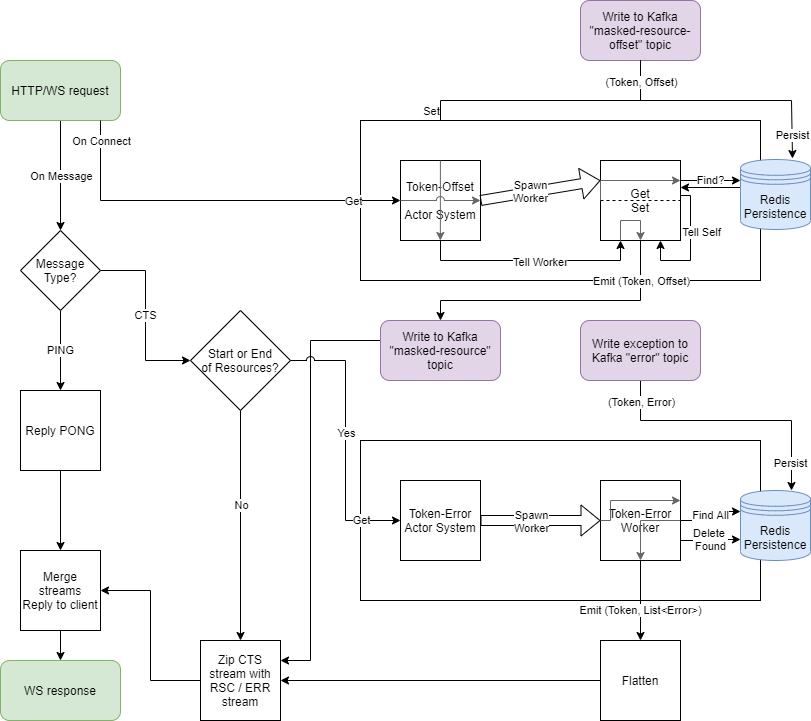 Write to Kafka
"masked-resource-
offset" topic
HTTP/WS request
(Token, Offset)
Set
On Connect
Persist
On Message
Token-Offset
Actor System
Spawn
Worker
Get
Get
Set
Find?
Redis
Persistence
Tell Self
Tell Worker
Emit (Token, Offset)
Message
Type?
CTS
PING
Start or End
of Resources?
Write to Kafka
"masked-resource"
topic
Write exception to
Kafka "error" topic
(Token, Error)
Reply PONG
Yes
Persist
No
Get
Token-Error
Actor System
Spawn
Worker
Token-Error
Worker
Find All
Delete
Found
Redis
Persistence
Merge
streams
Reply to client
Emit (Token, List<Error>)
WS response
Zip CTS
stream with
RSC / ERR
stream
Flatten